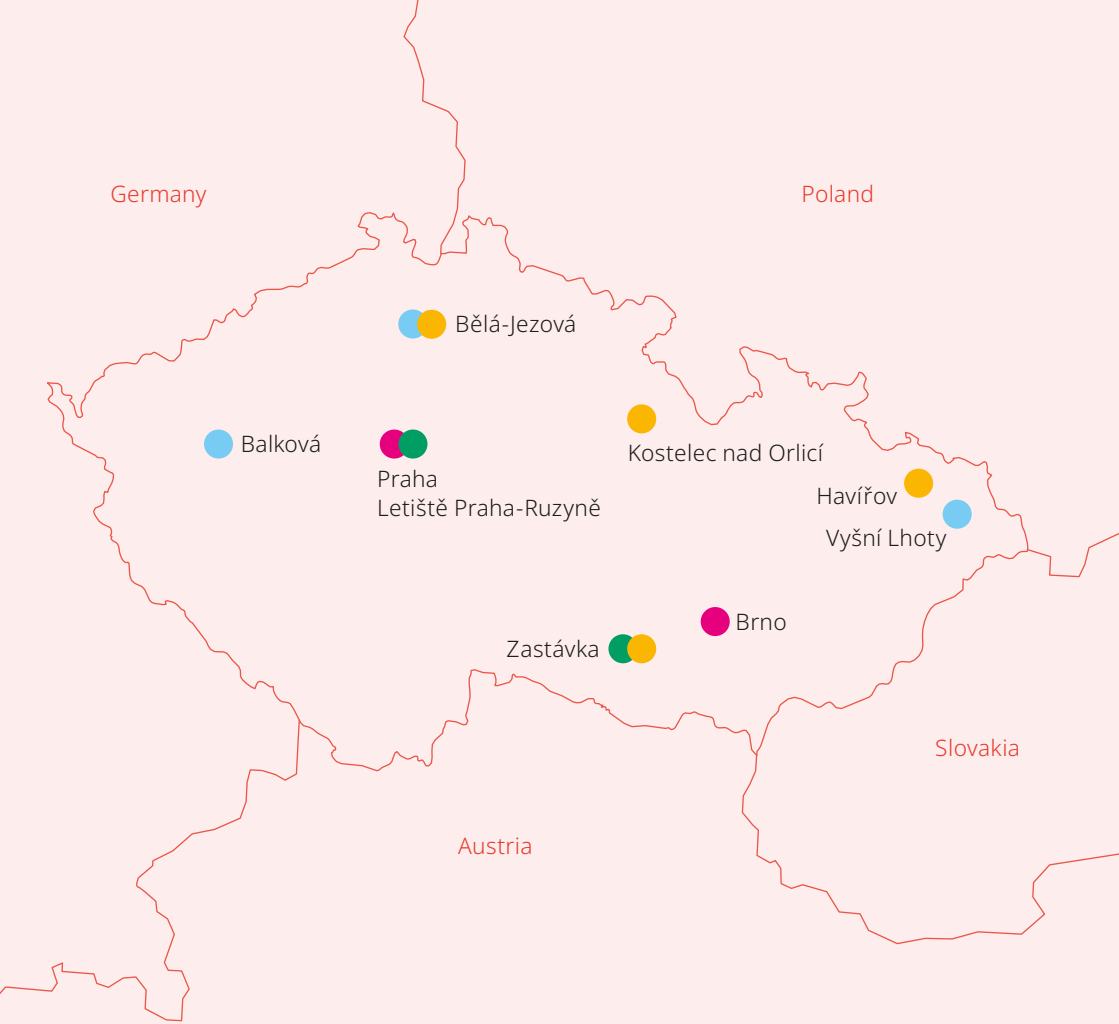 Germany
Poland
Bělá-Jezová
Balková
Kostelec nad Orlicí
Praha
Letiště Praha-Ruzyně
Havířov
Vyšní Lhoty
Brno
Zastávka
Slovakia
Austria